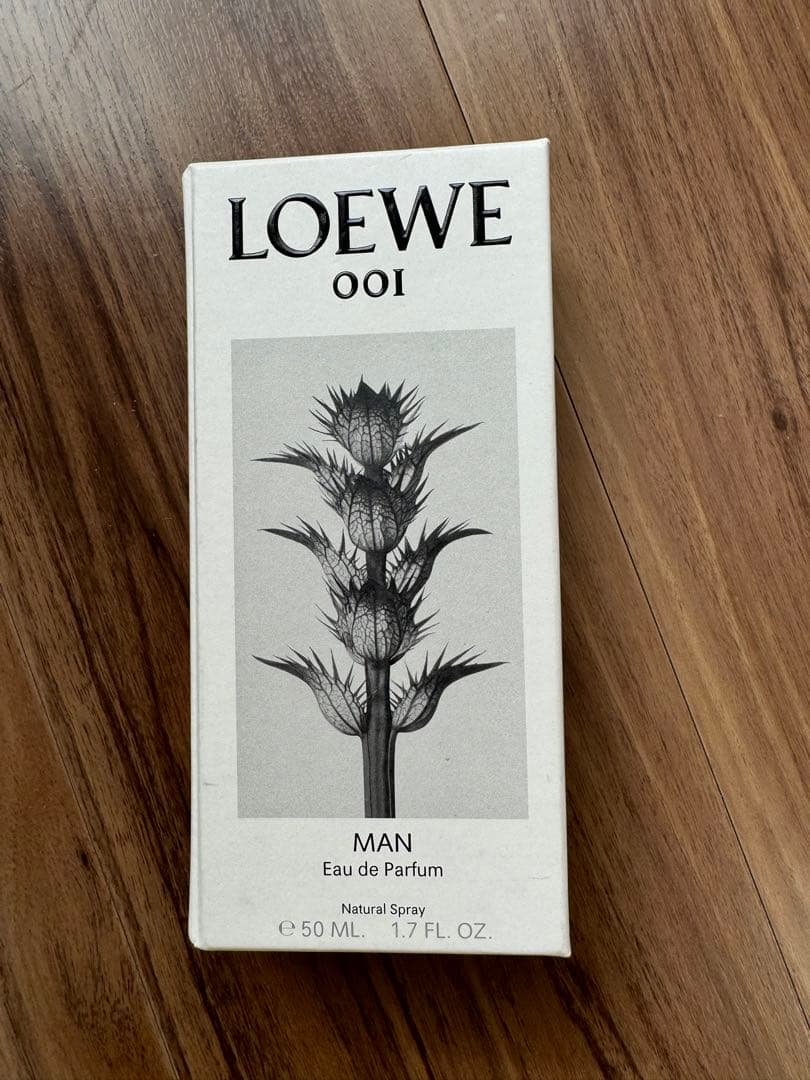 LOEWE
001
MAN
Eau de Parfum
Natural Spray
℮ 50 ML. 1.7 FL. OZ.